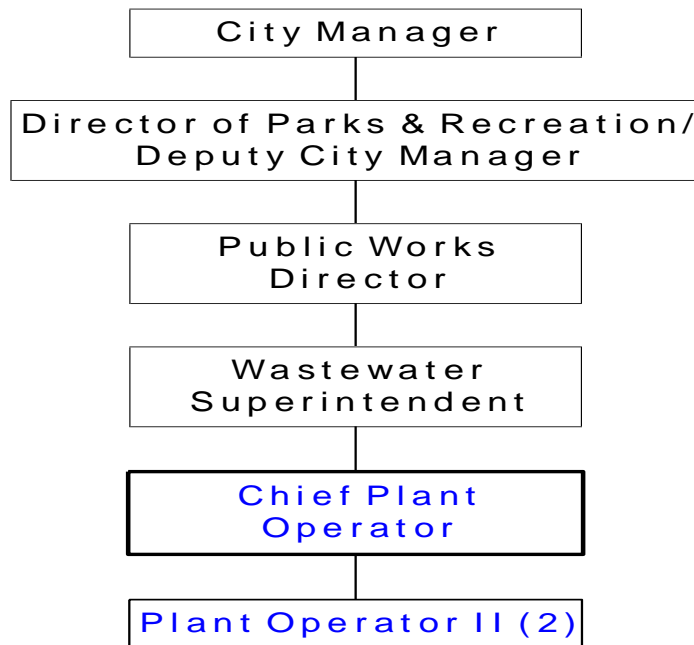 City Manager
Director of Parks & Recreation/
Deputy City Manager
Public Works
Director
Wastewater
Superintendent
Chief Plant
Operator
Plant Operator II (2)